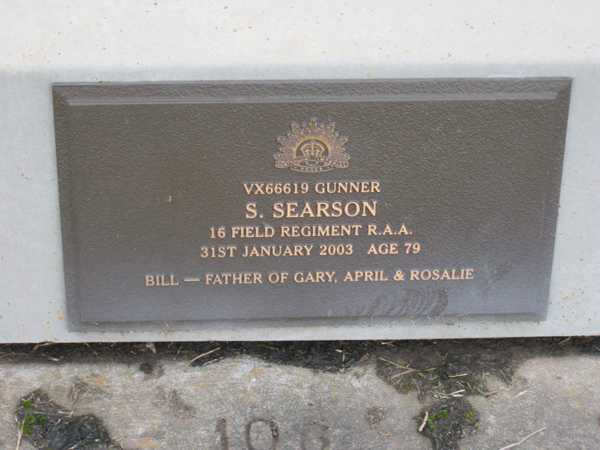 VX66619 GUNNER
S. SEARSON
16 FIELD REGIMENT R.A.A.
31ST JANUARY 2003 AGE 79
BILL — FATHER OF GARY, APRIL & ROSALIE